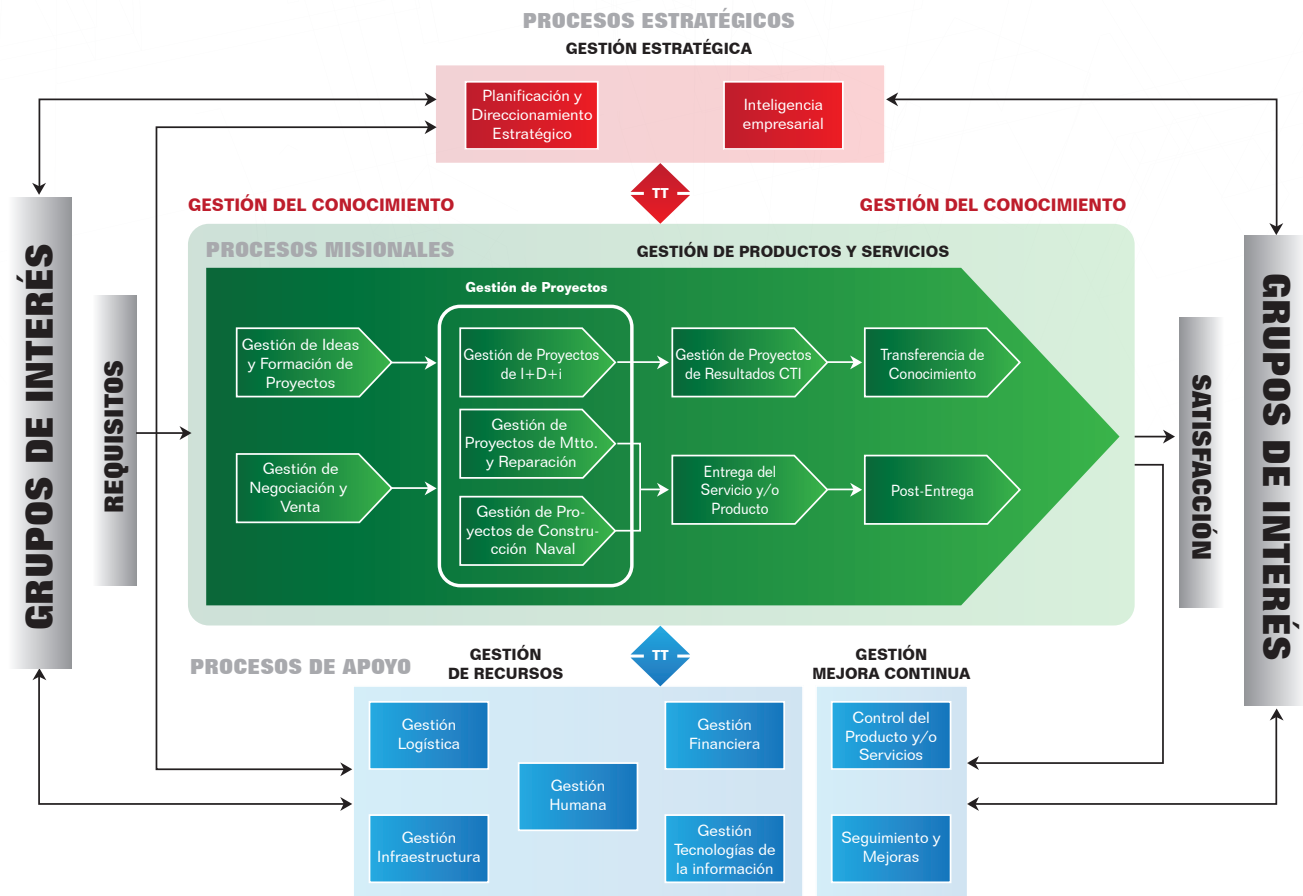 PROCESOS ESTRATÉGICOS
GESTIÓN ESTRATÉGICA
Planificación y
Direccionamiento
Estratégico
Inteligencia
empresarial
TT
GESTIÓN DEL CONOCIMIENTO
GESTIÓN DEL CONOCIMIENTO
GRUPOS DE INTERÉS
REQUISITOS
PROCESOS MISIONALES
GESTIÓN DE PRODUCTOS Y SERVICIOS
Gestión de Proyectos
Gestión de Ideas
y Formación de
Proyectos
Gestión de Proyectos
de I+D+i
Gestión de Proyectos
de Resultados CTI
Transferencia de
Conocimiento
Gestión de
Proyectos de Mtto.
y Reparación
Gestión de
Negociación y
Venta
Entrega del
Servicio y/o
Producto
Post-Entrega
Gestión de Pro-
yectos de Constru-
cción Naval
SATISFACCIÓN
GRUPOS DE INTERÉS
TT
PROCESOS DE APOYO
GESTIÓN
DE RECURSOS
GESTIÓN
MEJORA CONTINUA
Gestión
Logística
Gestión
Financiera
Gestión
Humana
Gestión
Infraestructura
Gestión
Tecnologías de
la información
Control del
Producto y/o
Servicios
Seguimiento y
Mejoras